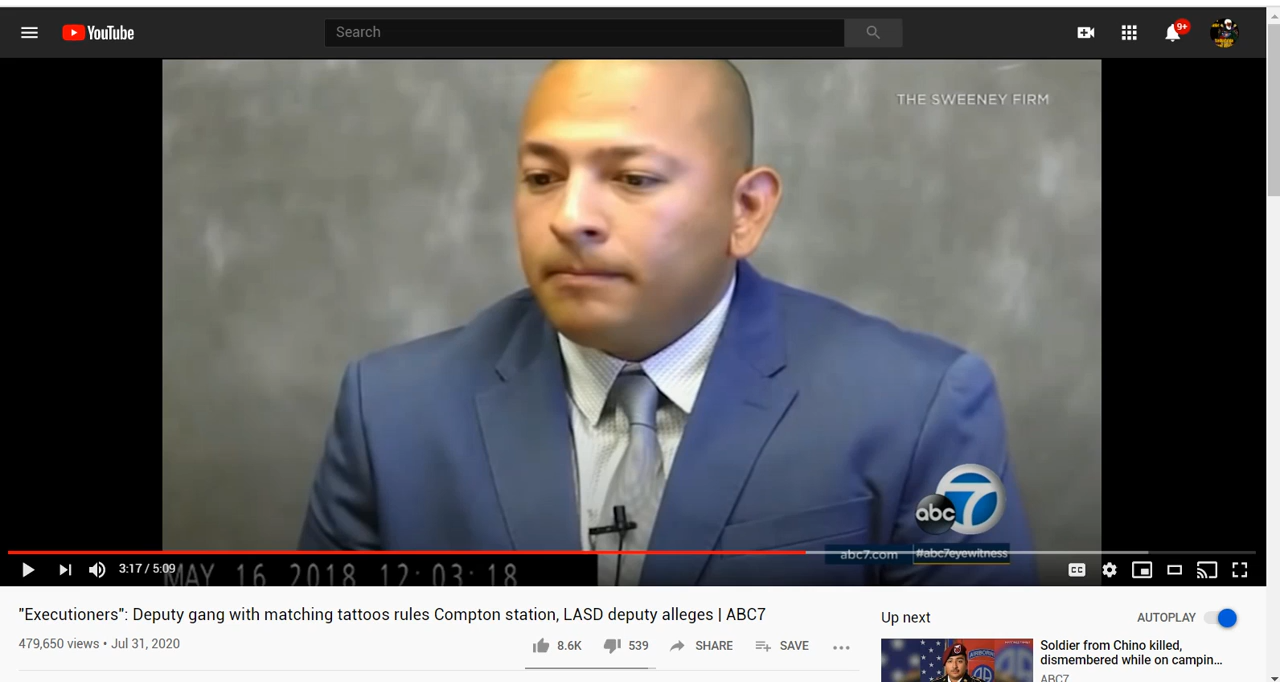 YouTube
Search
9+
THE SWEENEY FIRM
abc 7
abc7.com #abc7eyewitness
3:17 / 5:09
MAY 16 2018 12:03:18
CC
"Executioners": Deputy gang with matching tattoos rules Compton station, LASD deputy alleges | ABC7
479,650 views • Jul 31, 2020
8.6K 539 SHARE SAVE
Up next
AUTOPLAY
Soldier from Chino killed,
dismembered while on campin...
ABC7